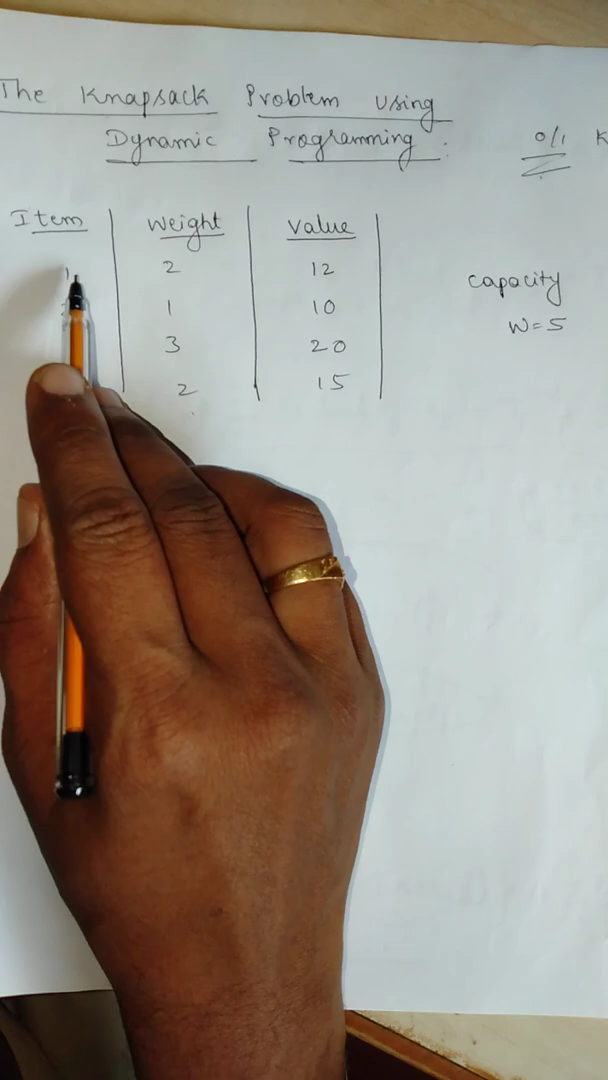 The Knapsack Problem Using
Dynamic Programming :
0/1 K
Item Weight Value
1 2 12
1 10
3 20
2 15
Capacity
W=5